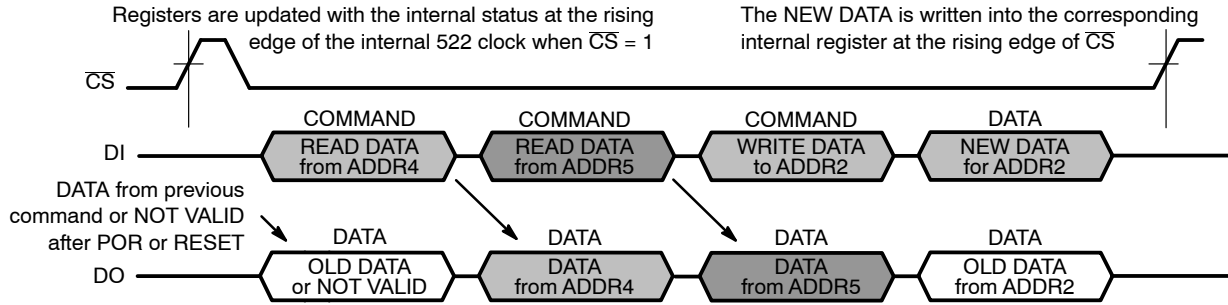 Registers are updated with the internal status at the rising
edge of the internal 522 clock when CS = 1
The NEW DATA is written into the corresponding
internal register at the rising edge of CS
CS
COMMAND
COMMAND
COMMAND
DATA
DI
READ DATA
from ADDR4
READ DATA
from ADDR5
WRITE DATA
to ADDR2
NEW DATA
for ADDR2
DATA from previous
command or NOT VALID
after POR or RESET
DATA
DATA
DATA
DATA
DO
OLD DATA
or NOT VALID
DATA
from ADDR4
DATA
from ADDR5
OLD DATA
from ADDR2